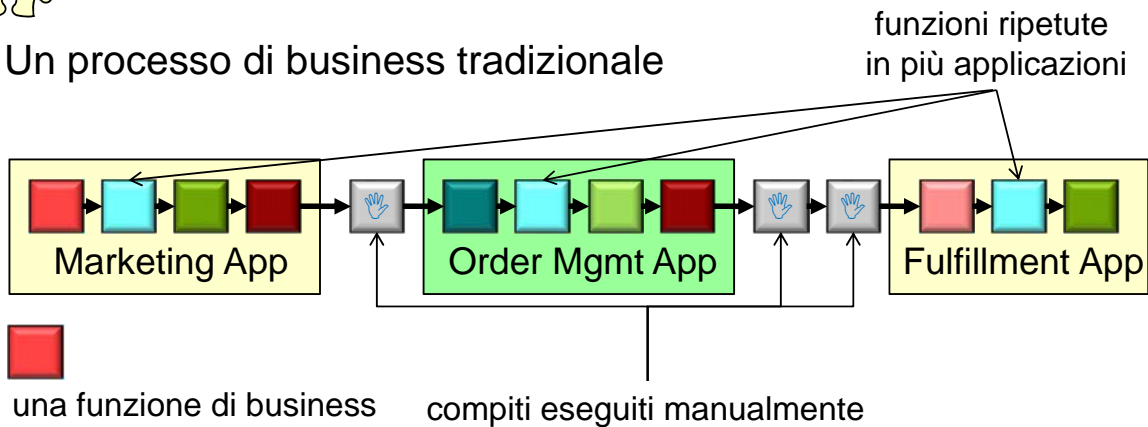 funzioni ripetute
in più applicazioni
Un processo di business tradizionale
Marketing App
Order Mgmt App
Fulfillment App
una funzione di business
compiti eseguiti manualmente